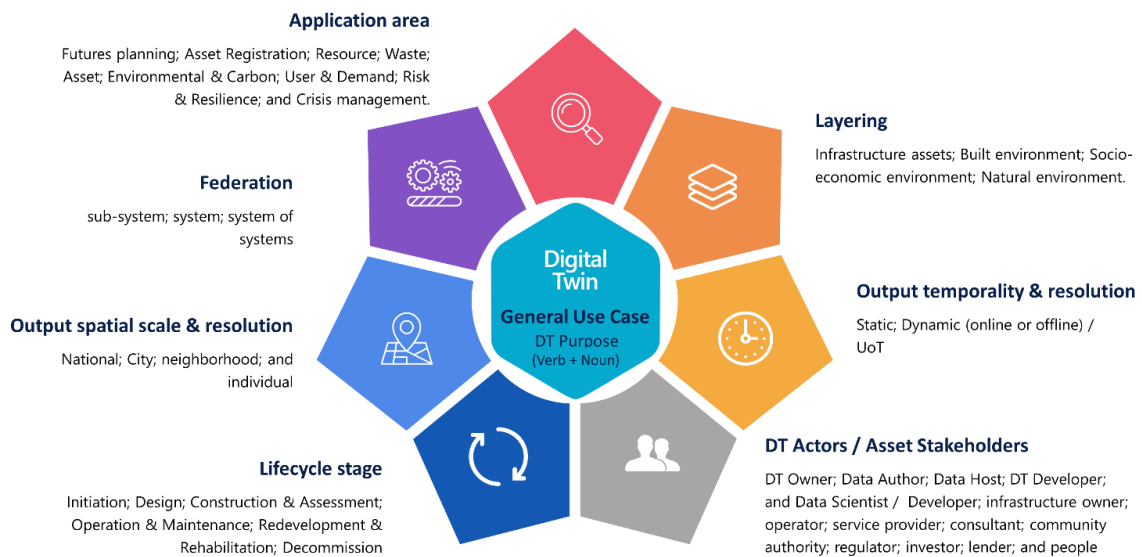 Application area
Futures planning; Asset Registration; Resource; Waste;
Asset; Environmental & Carbon; User & Demand; Risk
& Resilience; and Crisis management.
Layering
Infrastructure assets; Built environment; Socio-
economic environment; Natural environment.
Federation
sub-system; system; system of
systems
Digital
Twin
General Use Case
DT Purpose
(Verb + Noun)
Output temporality & resolution
Static; Dynamic (online or offline) /
UoT
Output spatial scale & resolution
National; City; neighborhood; and
individual
DT Actors / Asset Stakeholders
DT Owner; Data Author; Data Host; DT Developer;
and Data Scientist / Developer; infrastructure owner;
operator; service provider; consultant; community
authority; regulator; investor; lender; and people
Lifecycle stage
Initiation; Design; Construction & Assessment;
Operation & Maintenance; Redevelopment &
Rehabilitation; Decommission